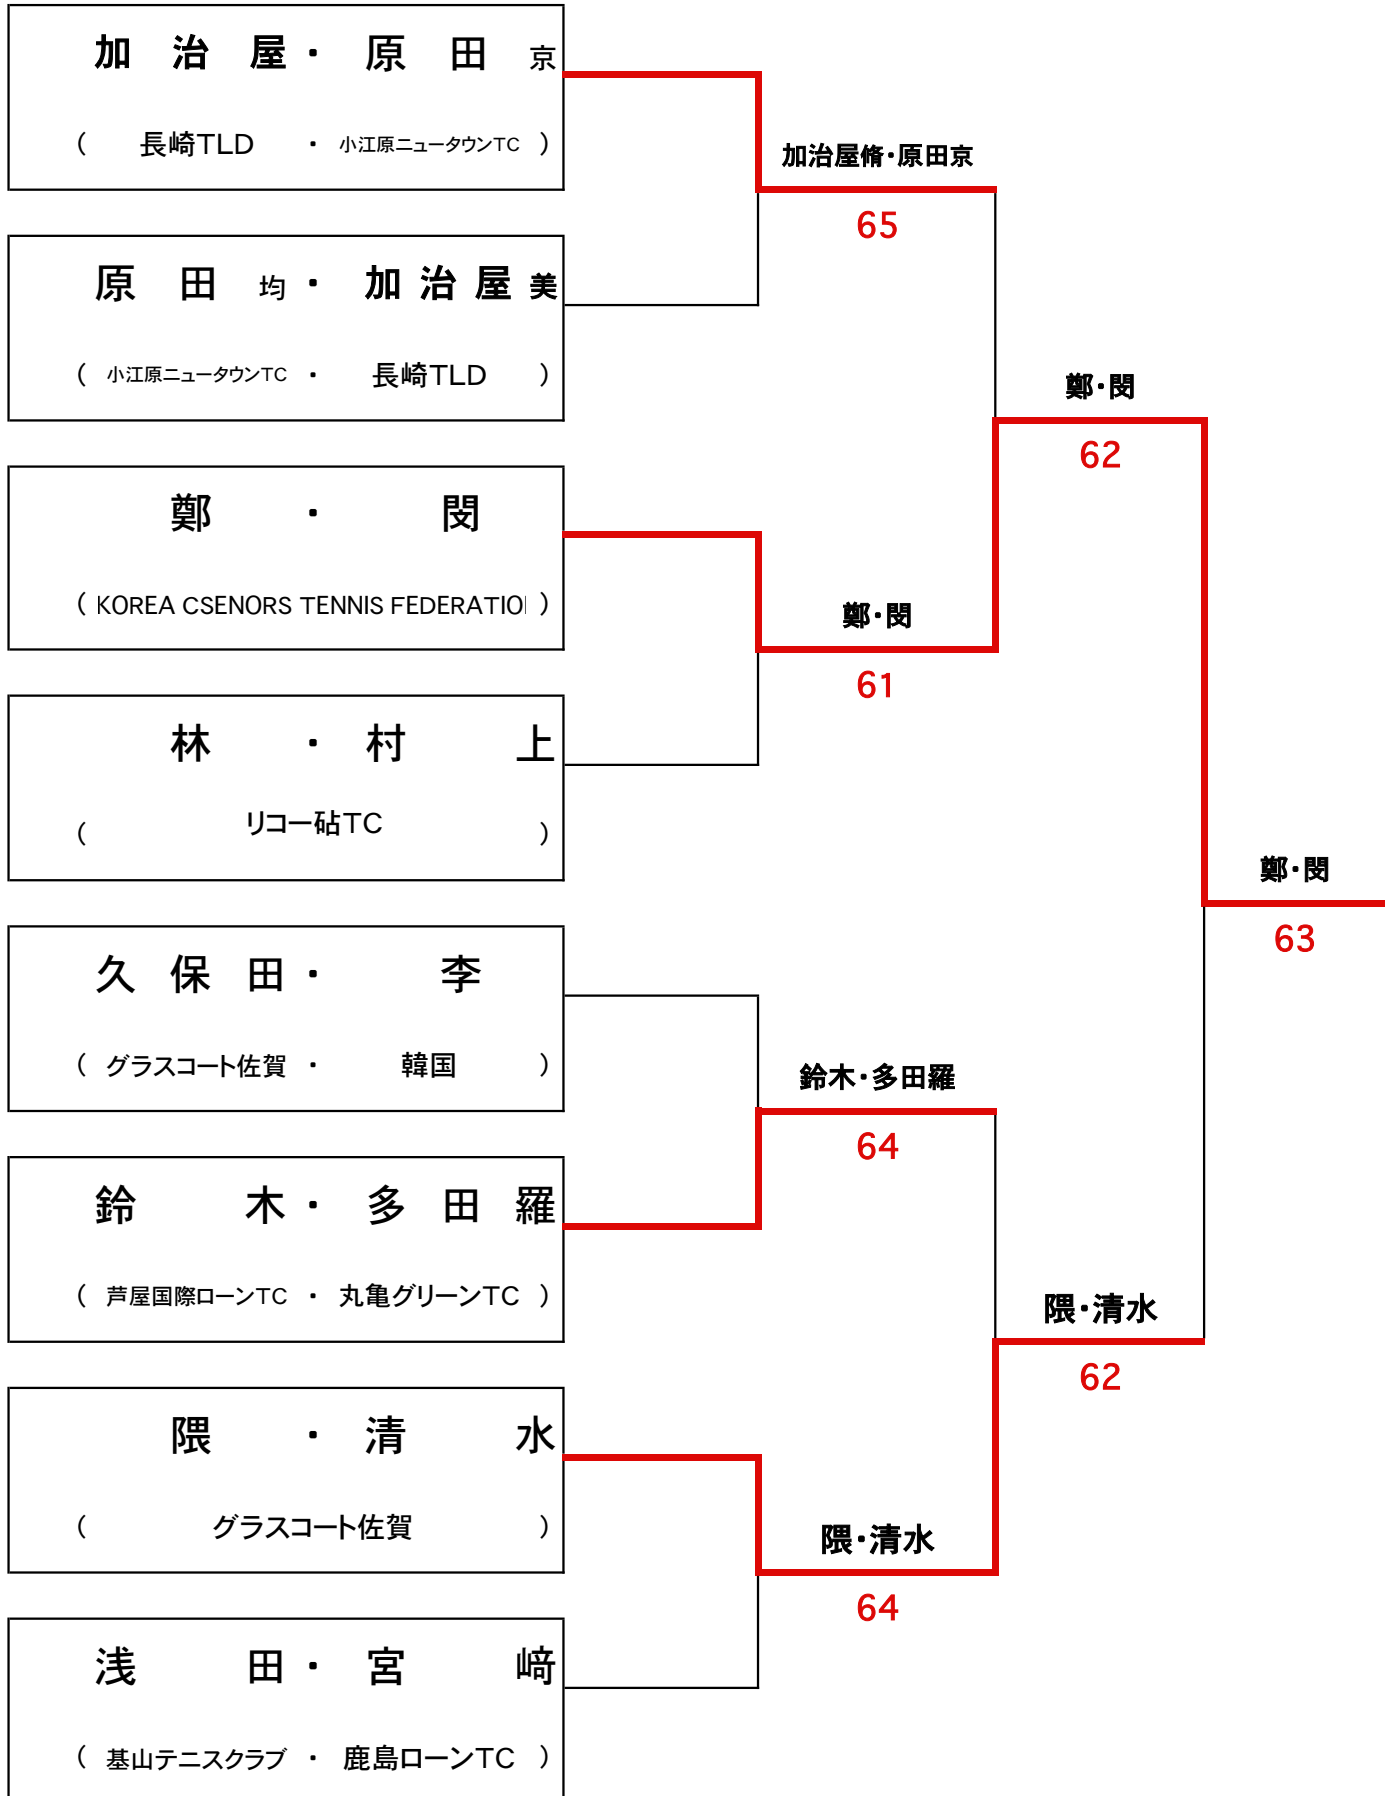 加治屋・原田京
(長崎TLD・小江原ニュータウンTC)
加治屋脩・原田京
65
原田均・加治屋美
(小江原ニュータウンTC・長崎TLD)
鄭・閔
62
鄭・閔
(KOREA CSENORS TENNIS FEDERATIO)
鄭・閔
61
林・村上
(リコー砧TC)
鄭・閔
63
久保田・李
(グラスコート佐賀・韓国)
鈴木・多田羅
64
鈴木・多田羅
(芦屋国際ローンTC・丸亀グリーンTC)
隈・清水
62
隈・清水
(グラスコート佐賀)
隈・清水
64
浅田・宮﨑
(基山テニスクラブ・鹿島ローンTC)